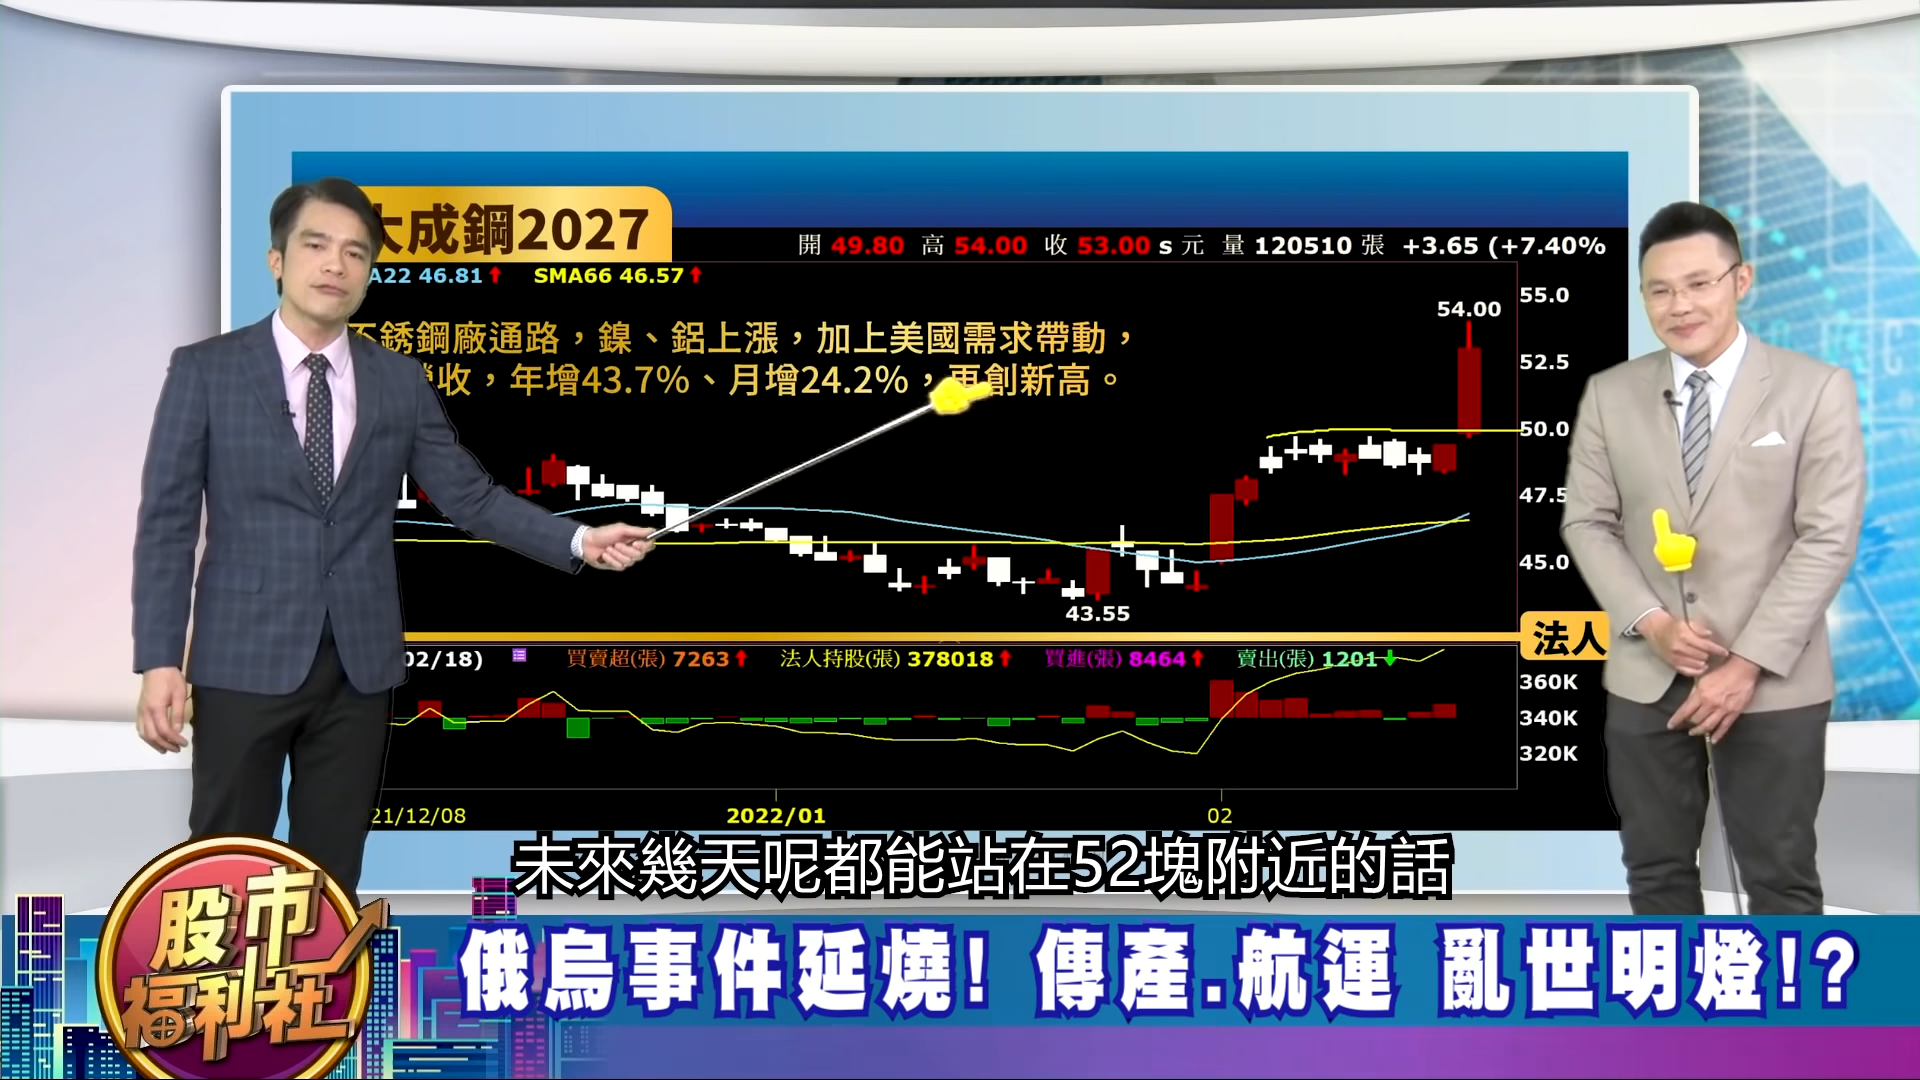 大成鋼2027
開 49.80 高 54.00 收 53.00 s 元 量 120510 張 +3.65 (+7.40%
A22 46.81↑ SMA66 46.57↑
不銹鋼廠通路，鎳、鋁上漲，加上美國需求帶動，
營收，年增43.7%、月增24.2%，再創新高。
54.00
55.0
52.5
50.0
47.5
45.0
43.55
法人
02/18) 買賣超(張) 7263↑ 法人持股(張) 378018↑ 買進(張) 8464↑ 賣出(張) 1201↓
360K
340K
320K
21/12/08 2022/01 02
未來幾天呢都能站在52塊附近的話
股市
福利社
俄烏事件延燒! 傳產.航運 亂世明燈!?